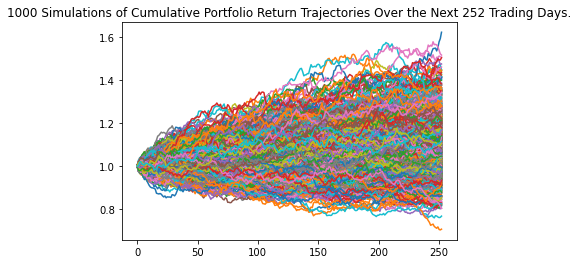 1000 Simulations of Cumulative Portfolio Return Trajectories Over the Next 252 Trading Days.
1.6
1.4
1.2
1.0
0.8
0 50 100 150 200 250